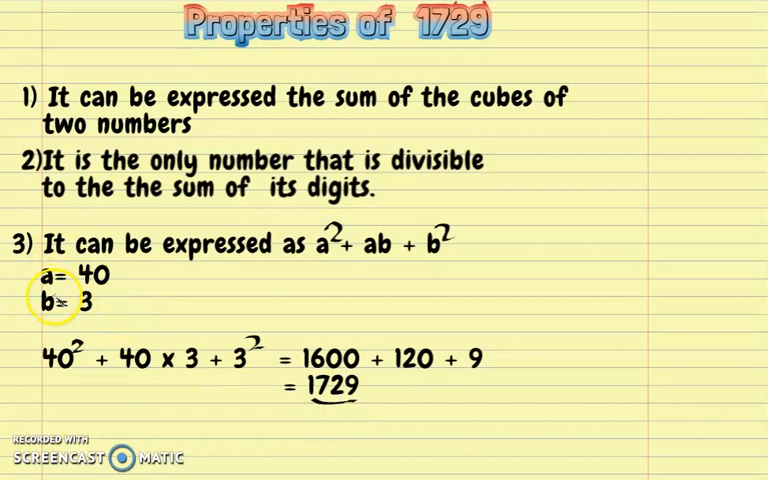 Properties of 1729
1) It can be expressed the sum of the cubes of
two numbers
2)It is the only number that is divisible
to the the sum of its digits.
3) It can be expressed as a² + ab + b²
a= 40
b= 3
40² + 40 x 3 + 3² = 1600 + 120 + 9
= 1729
RECORDED WITH
SCREENCAST MATIC